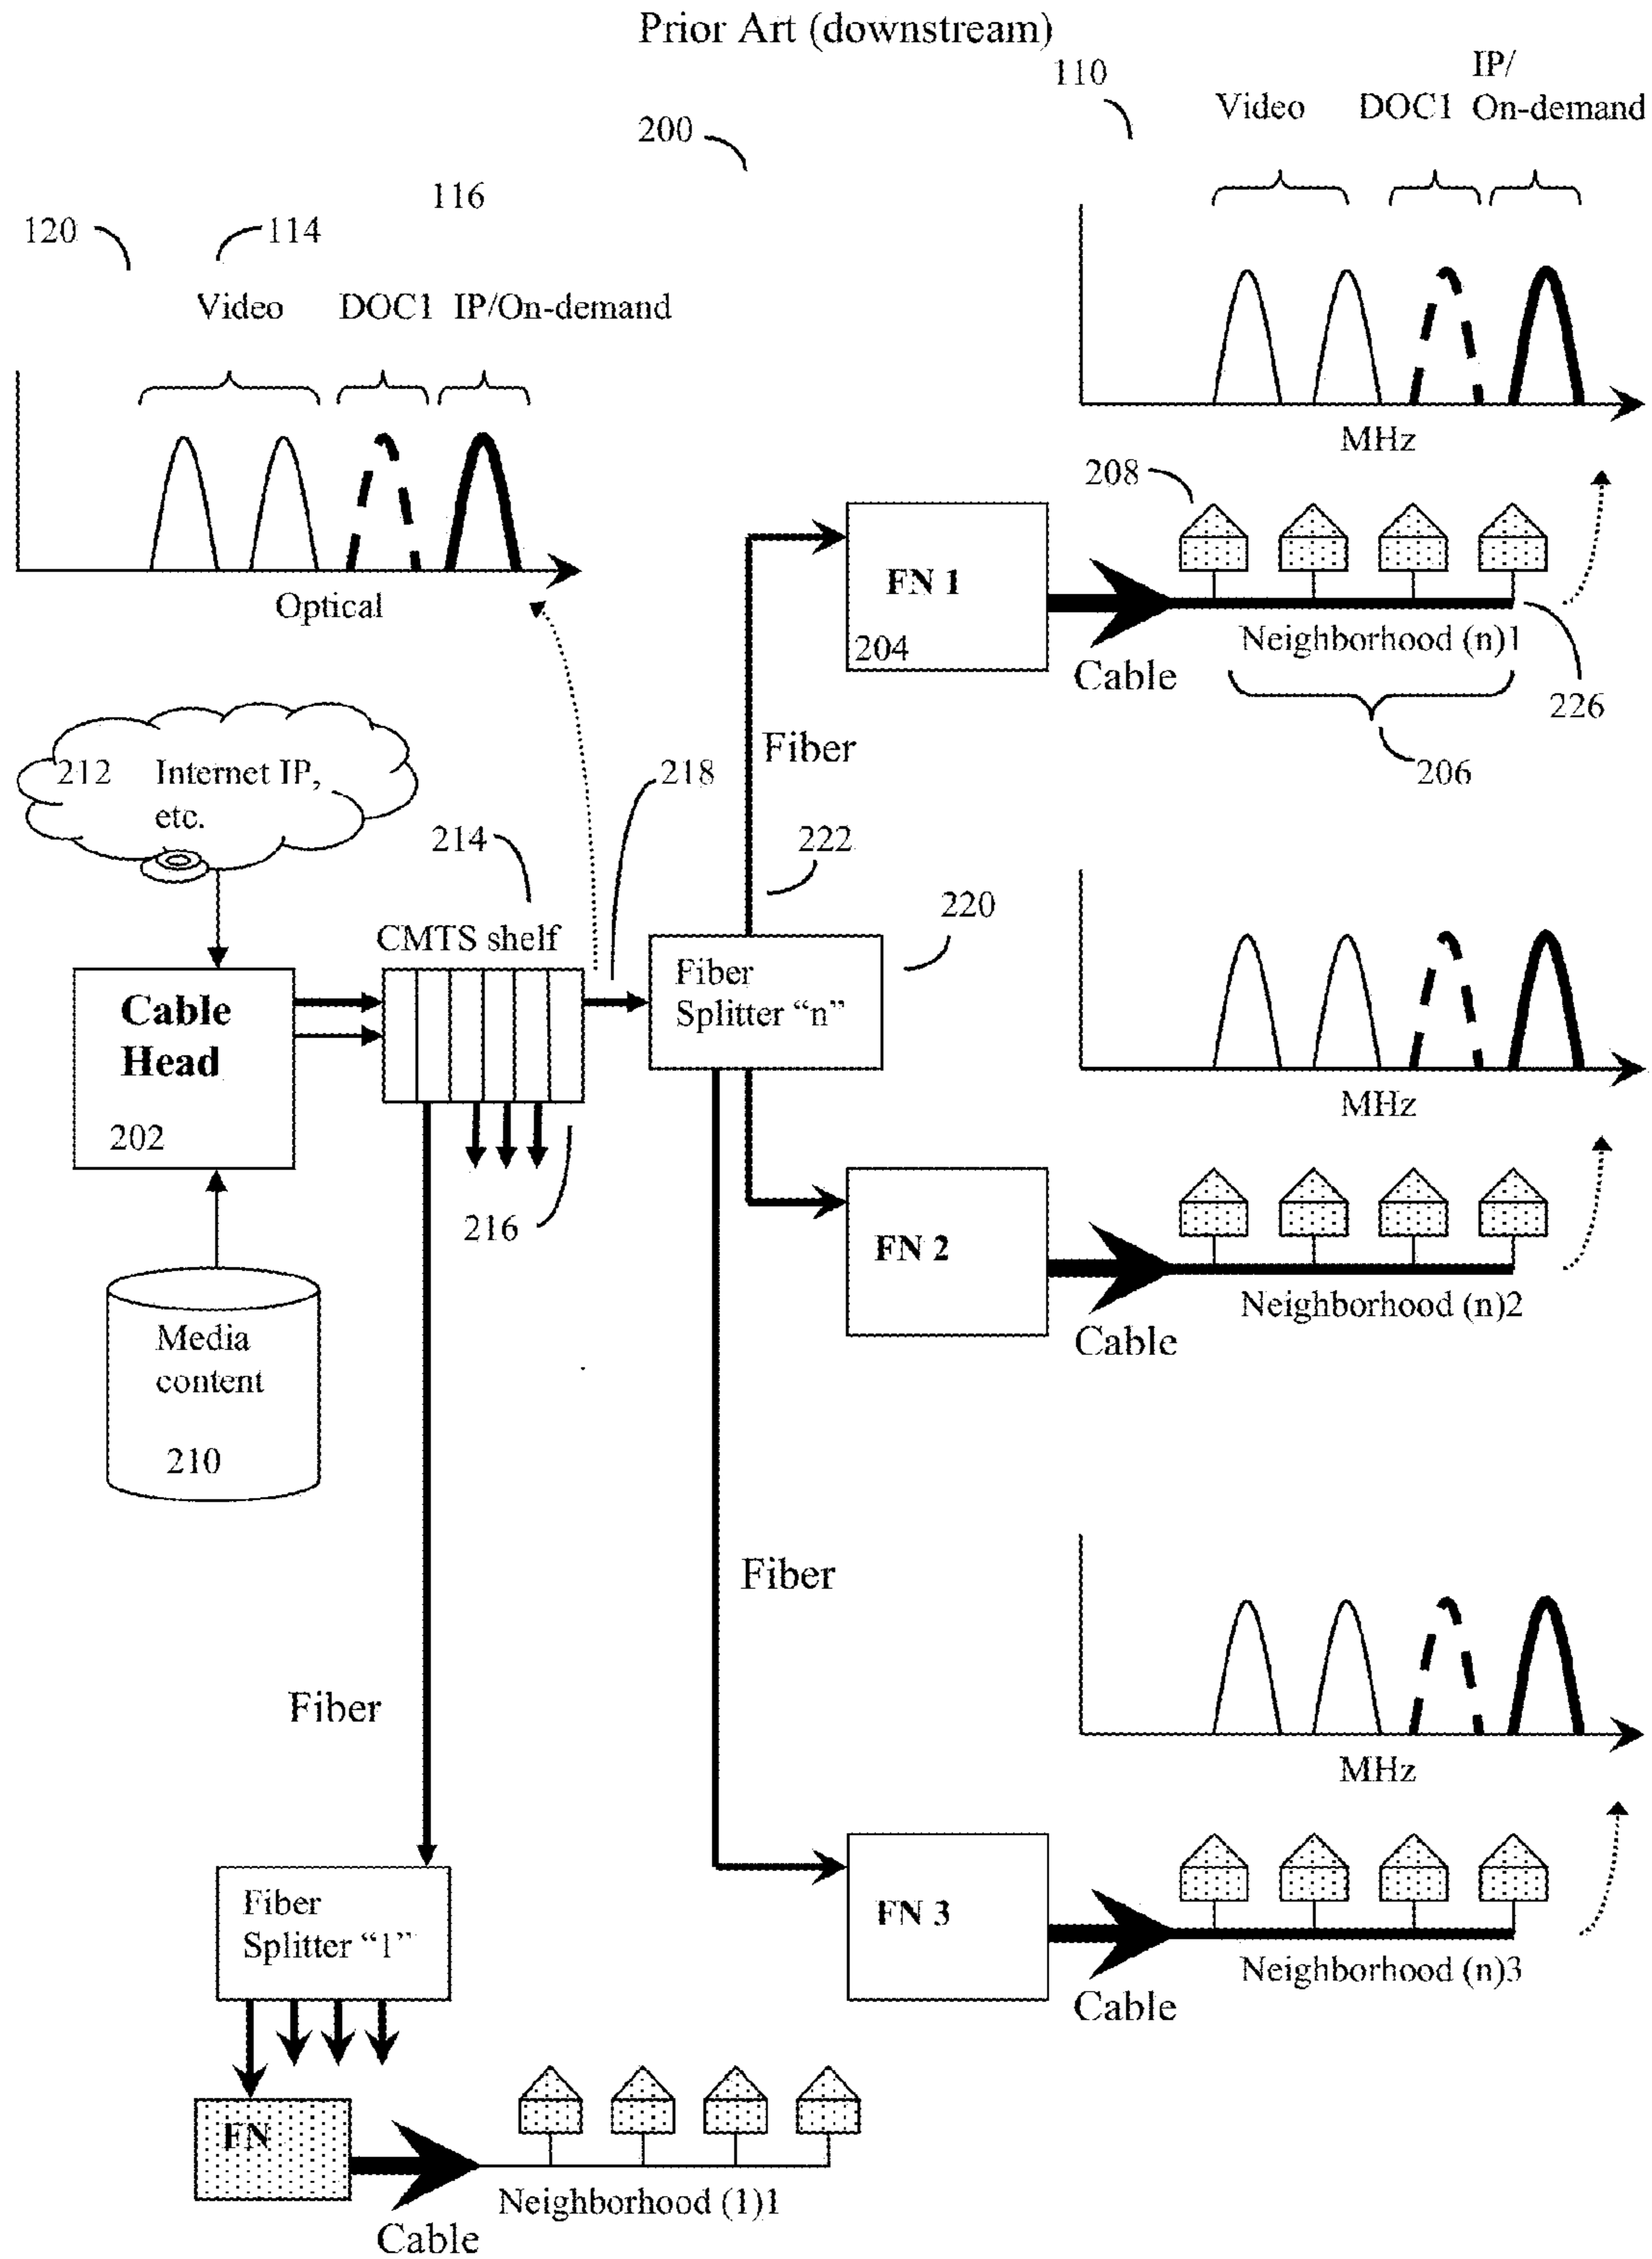 Prior Art (downstream)
110
IP/
Video DOC1 On-demand
200
116
120
114
Video DOC1 IP/On-demand
MHz
208
Optical
FN 1
204
Neighborhood (n)1
Cable
226
206
Fiber
212 Internet IP,
etc.
218
214
222
220
CMTS shelf
Fiber
Splitter “n”
Cable
Head
202
MHz
216
FN 2
Neighborhood (n)2
Cable
Media
content
210
Fiber
Fiber
MHz
Fiber
Splitter “1”
FN 3
Neighborhood (n)3
Cable
FN
Neighborhood (1)1
Cable